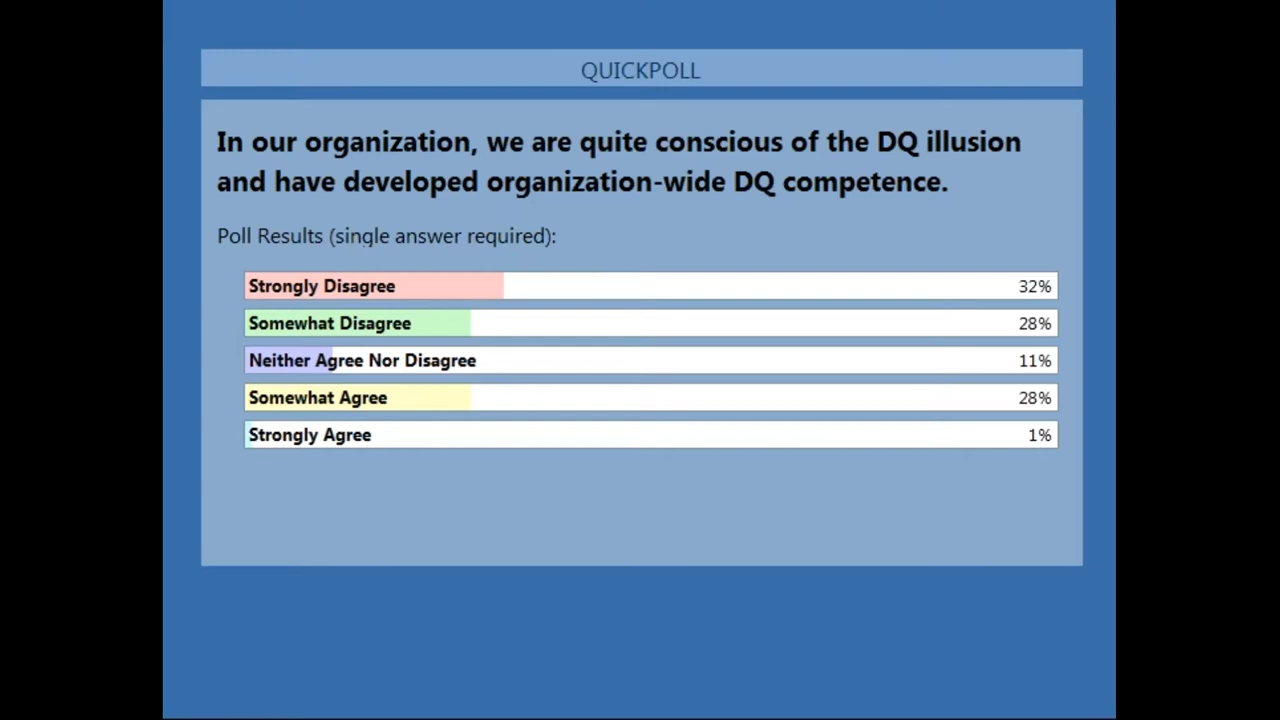 QUICKPOLL
In our organization, we are quite conscious of the DQ illusion
and have developed organization-wide DQ competence.
Poll Results (single answer required):
Strongly Disagree 32%
Somewhat Disagree 28%
Neither Agree Nor Disagree 11%
Somewhat Agree 28%
Strongly Agree 1%